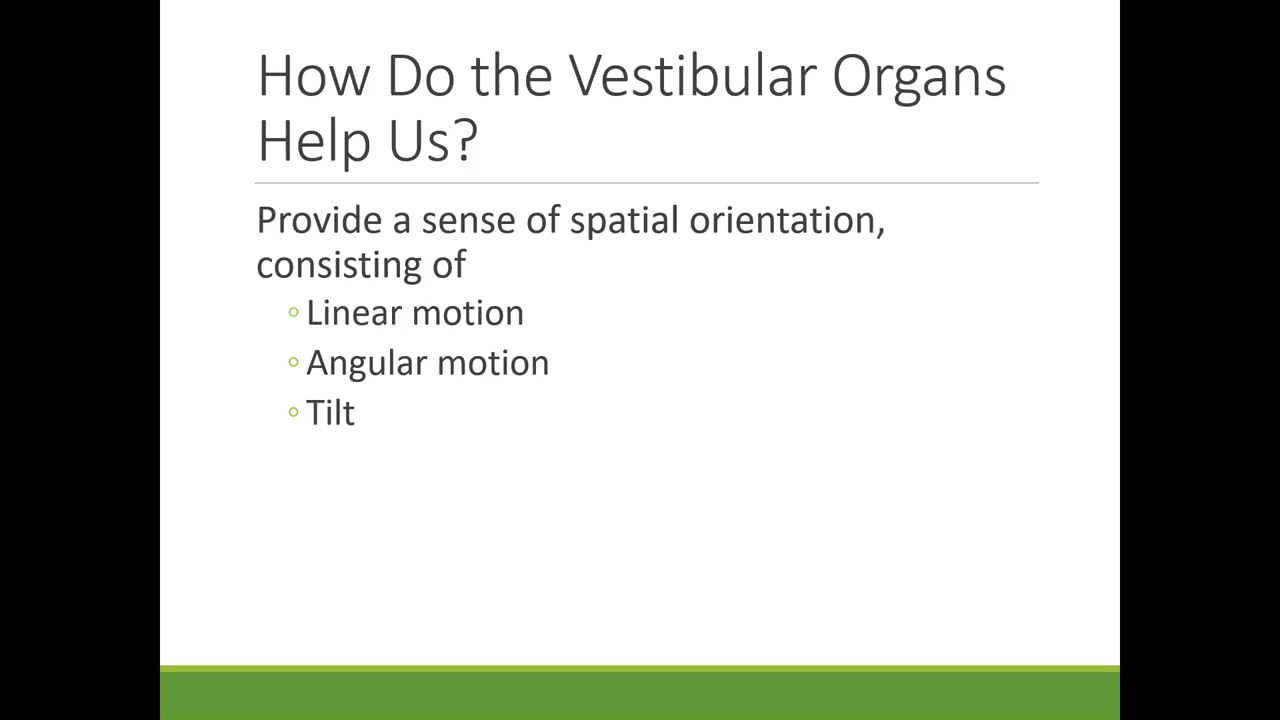 How Do the Vestibular Organs
Help Us?
Provide a sense of spatial orientation,
consisting of
◦ Linear motion
◦ Angular motion
◦ Tilt